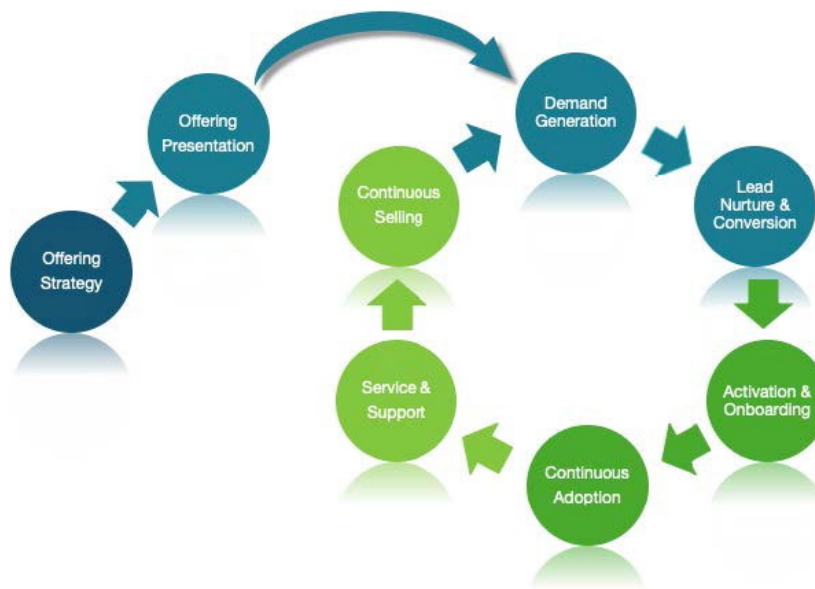 Offering
Strategy
Offering
Presentation
Demand
Generation
Lead
Nurture &
Conversion
Activation &
Onboarding
Continuous
Adoption
Service &
Support
Continuous
Selling